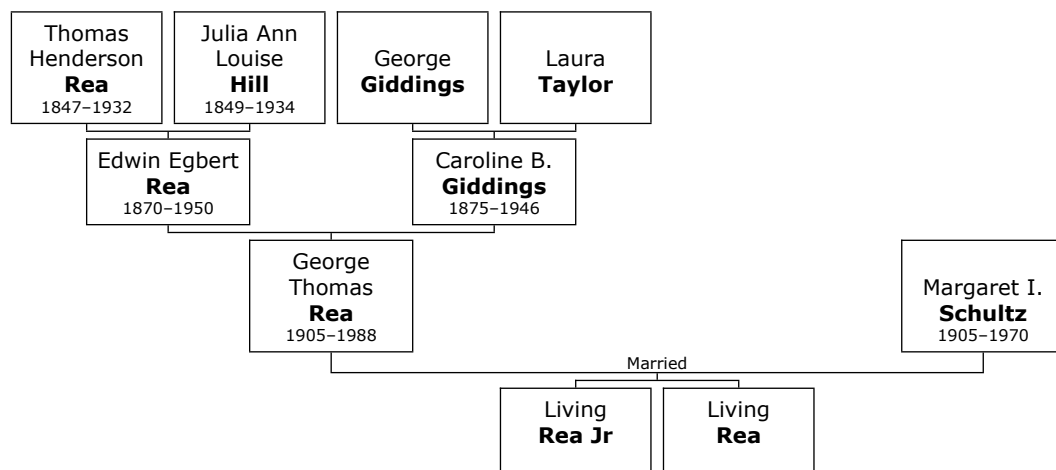 Thomas
Henderson
Rea
1847–1932
Julia Ann
Louise
Hill
1849–1934
George
Giddings
Laura
Taylor
Edwin Egbert
Rea
1870–1950
Caroline B.
Giddings
1875–1946
George
Thomas
Rea
1905–1988
Margaret I.
Schultz
1905–1970
Married
Living
Rea Jr
Living
Rea